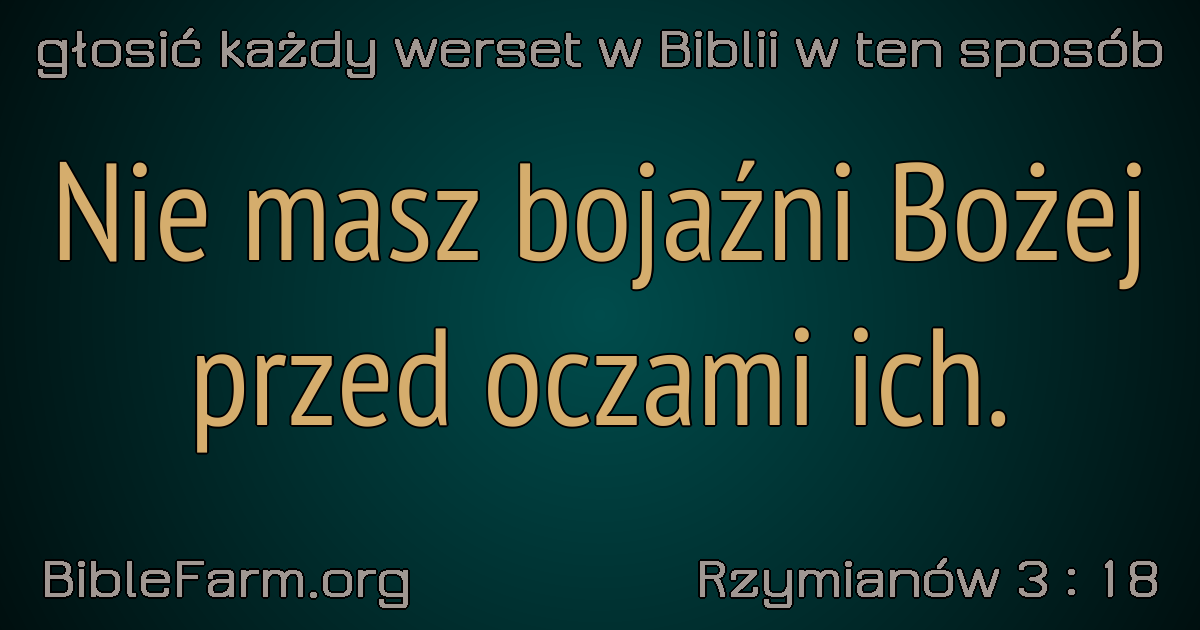 głosić każdy werset w Biblii w ten sposób
Nie masz bojaźni Bożej
przed oczami ich.
BibleFarm.org
Rzymianów 3 : 18